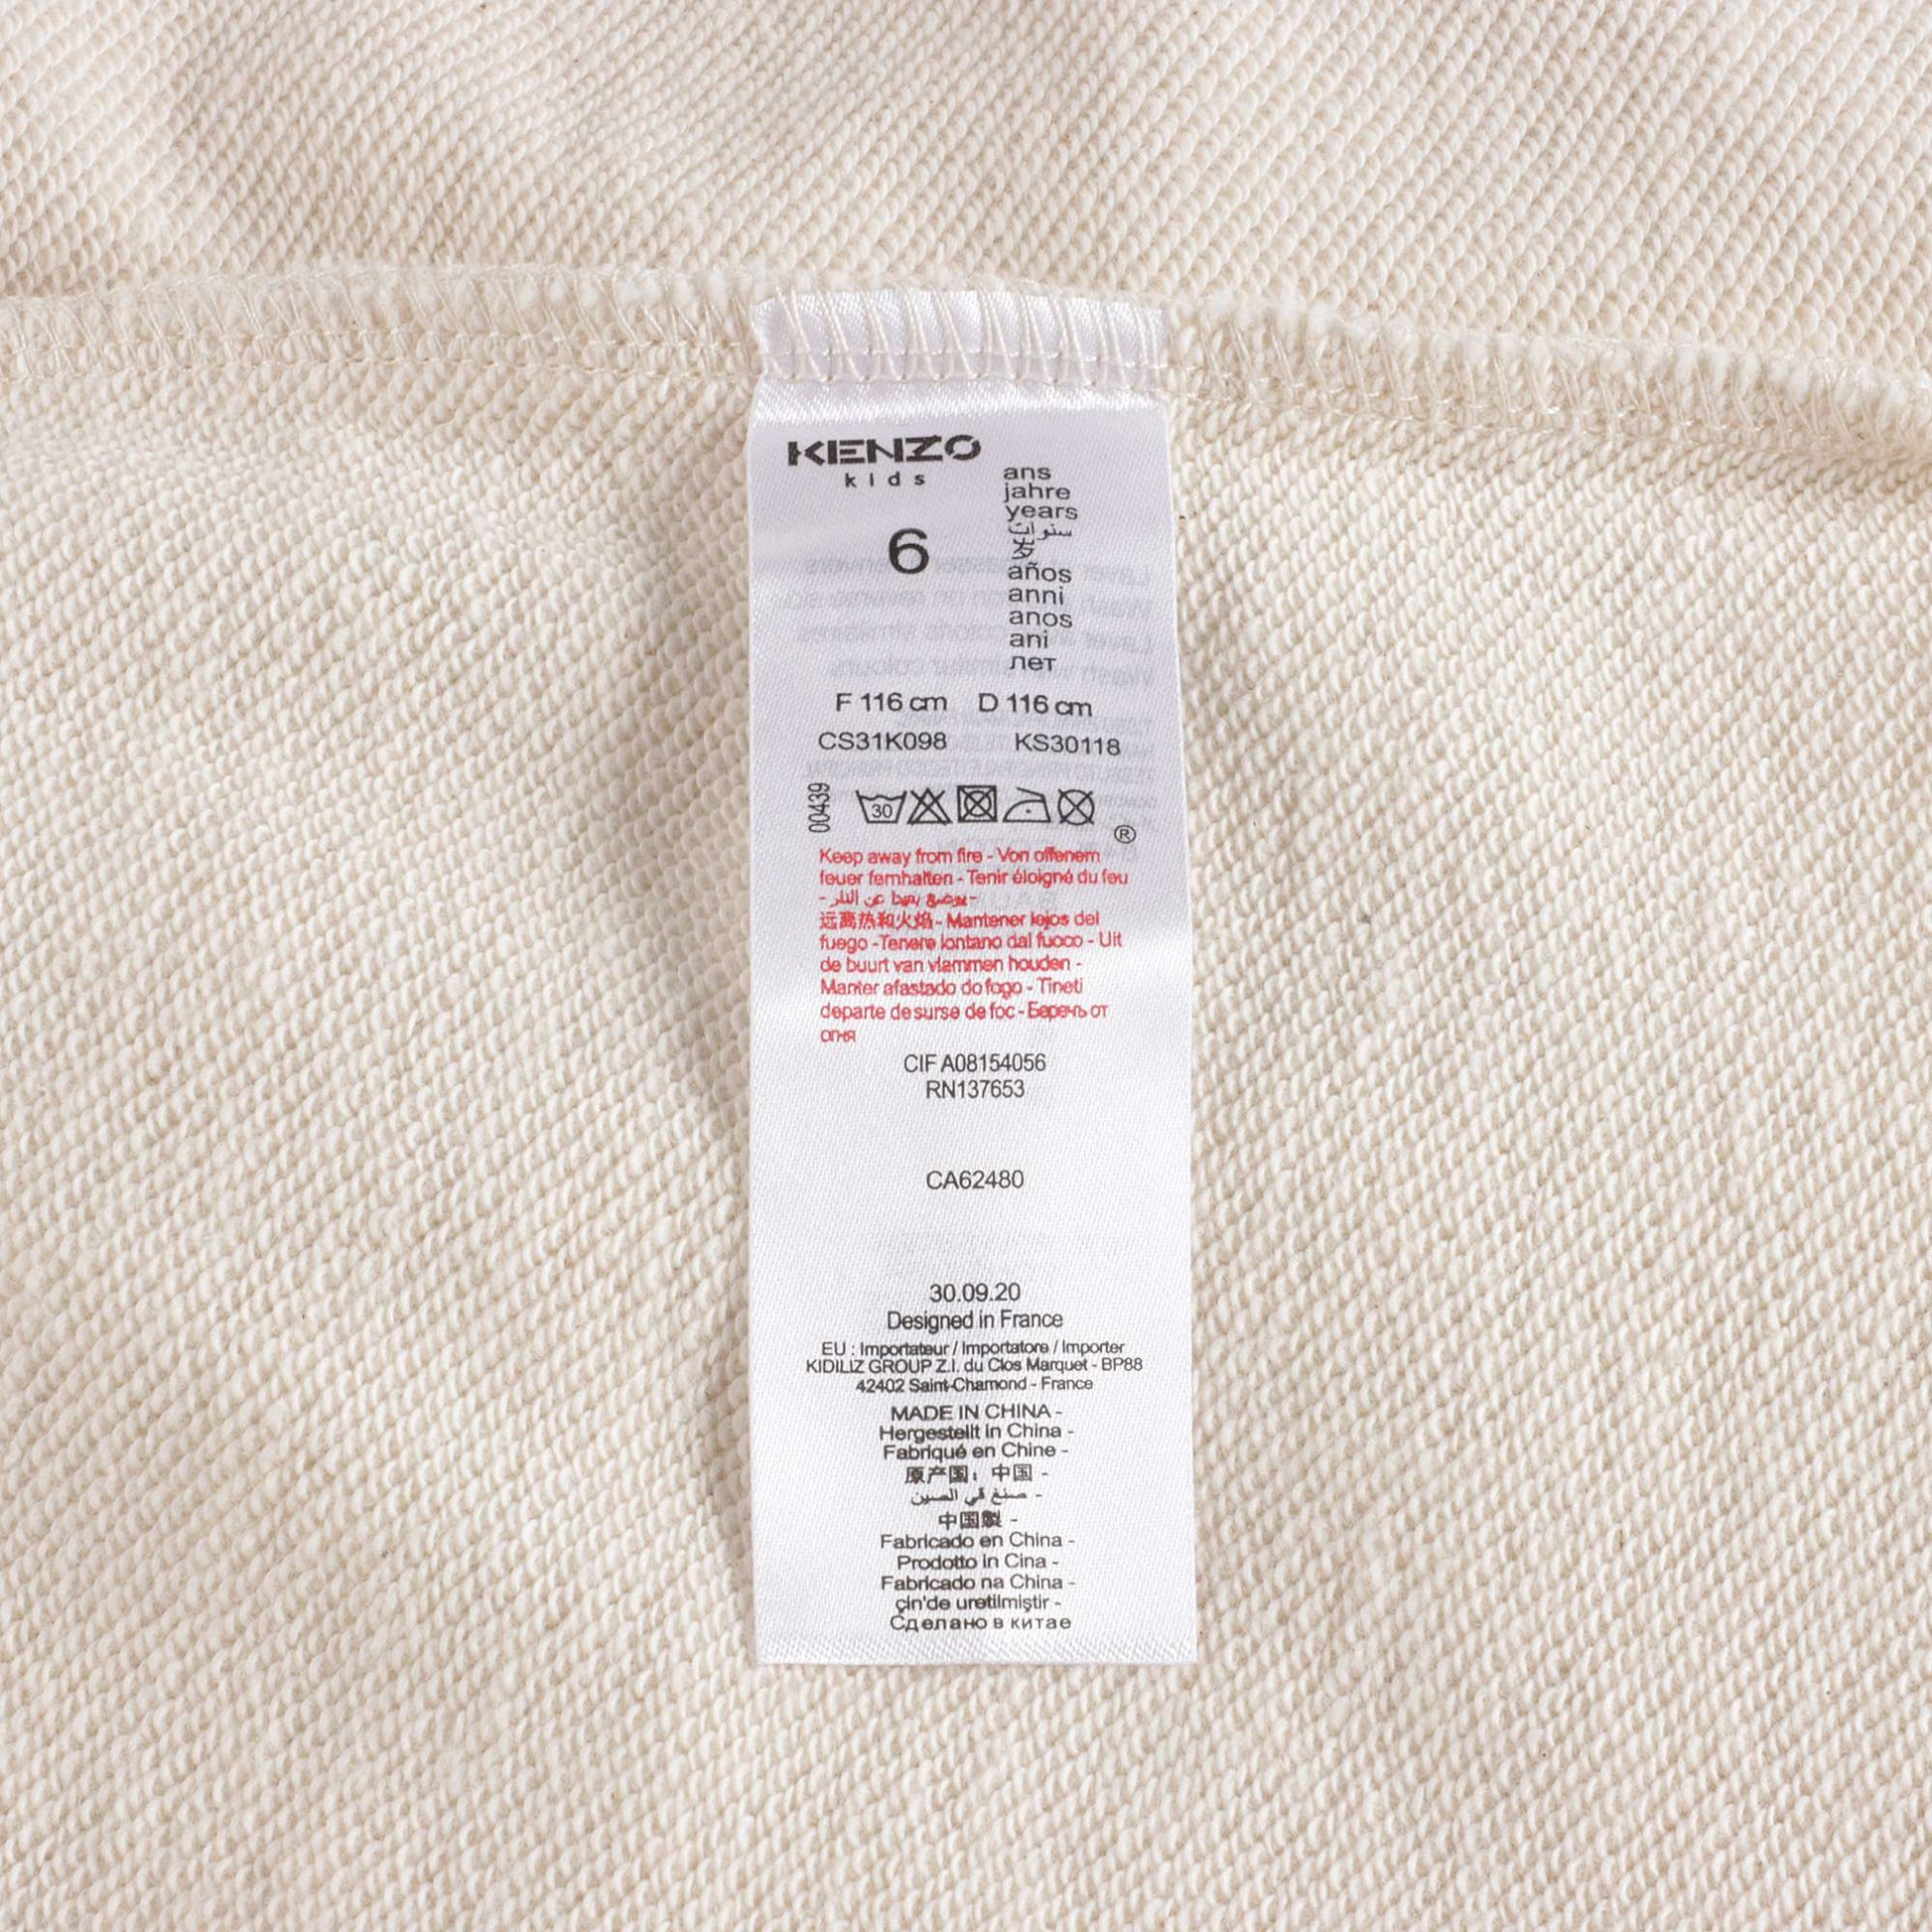 KENZO
kids
6
ans
jahre
years
سنوات
岁
años
anni
anos
ani
лет
F 116 cm D 116 cm
CS31K098 KS30118
00439
30
®
Keep away from fire - Von offenem
feuer fernhalten - Tenir éloigné du feu
- يوضع بعيدا عن النار -
远离热和火焰 - Mantener lejos del
fuego - Tenere lontano dal fuoco - Uit
de buurt van vlammen houden -
Manter afastado do fogo - Tineti
departe de surse de foc - Беречь от
огня
CIF A08154056
RN137653
CA62480
30.09.20
Designed in France
EU : Importateur / Importatore / Importer
KIDILIZ GROUP Z.I. du Clos Marquet - BP88
42402 Saint-Chamond - France
MADE IN CHINA -
Hergestellt in China -
Fabriqué en Chine -
原产国：中国 -
صنع في الصين -
中国製 -
Fabricado en China -
Prodotto in Cina -
Fabricado na China -
çin'de uretilmiştir -
Сделано в китае